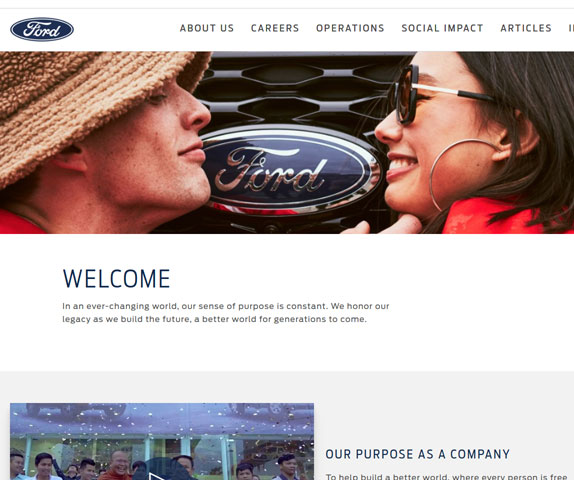 Ford
ABOUT US CAREERS OPERATIONS SOCIAL IMPACT ARTICLES
Ford
WELCOME
In an ever-changing world, our sense of purpose is constant. We honor our
legacy as we build the future, a better world for generations to come.
OUR PURPOSE AS A COMPANY
To help build a better world, where every person is free